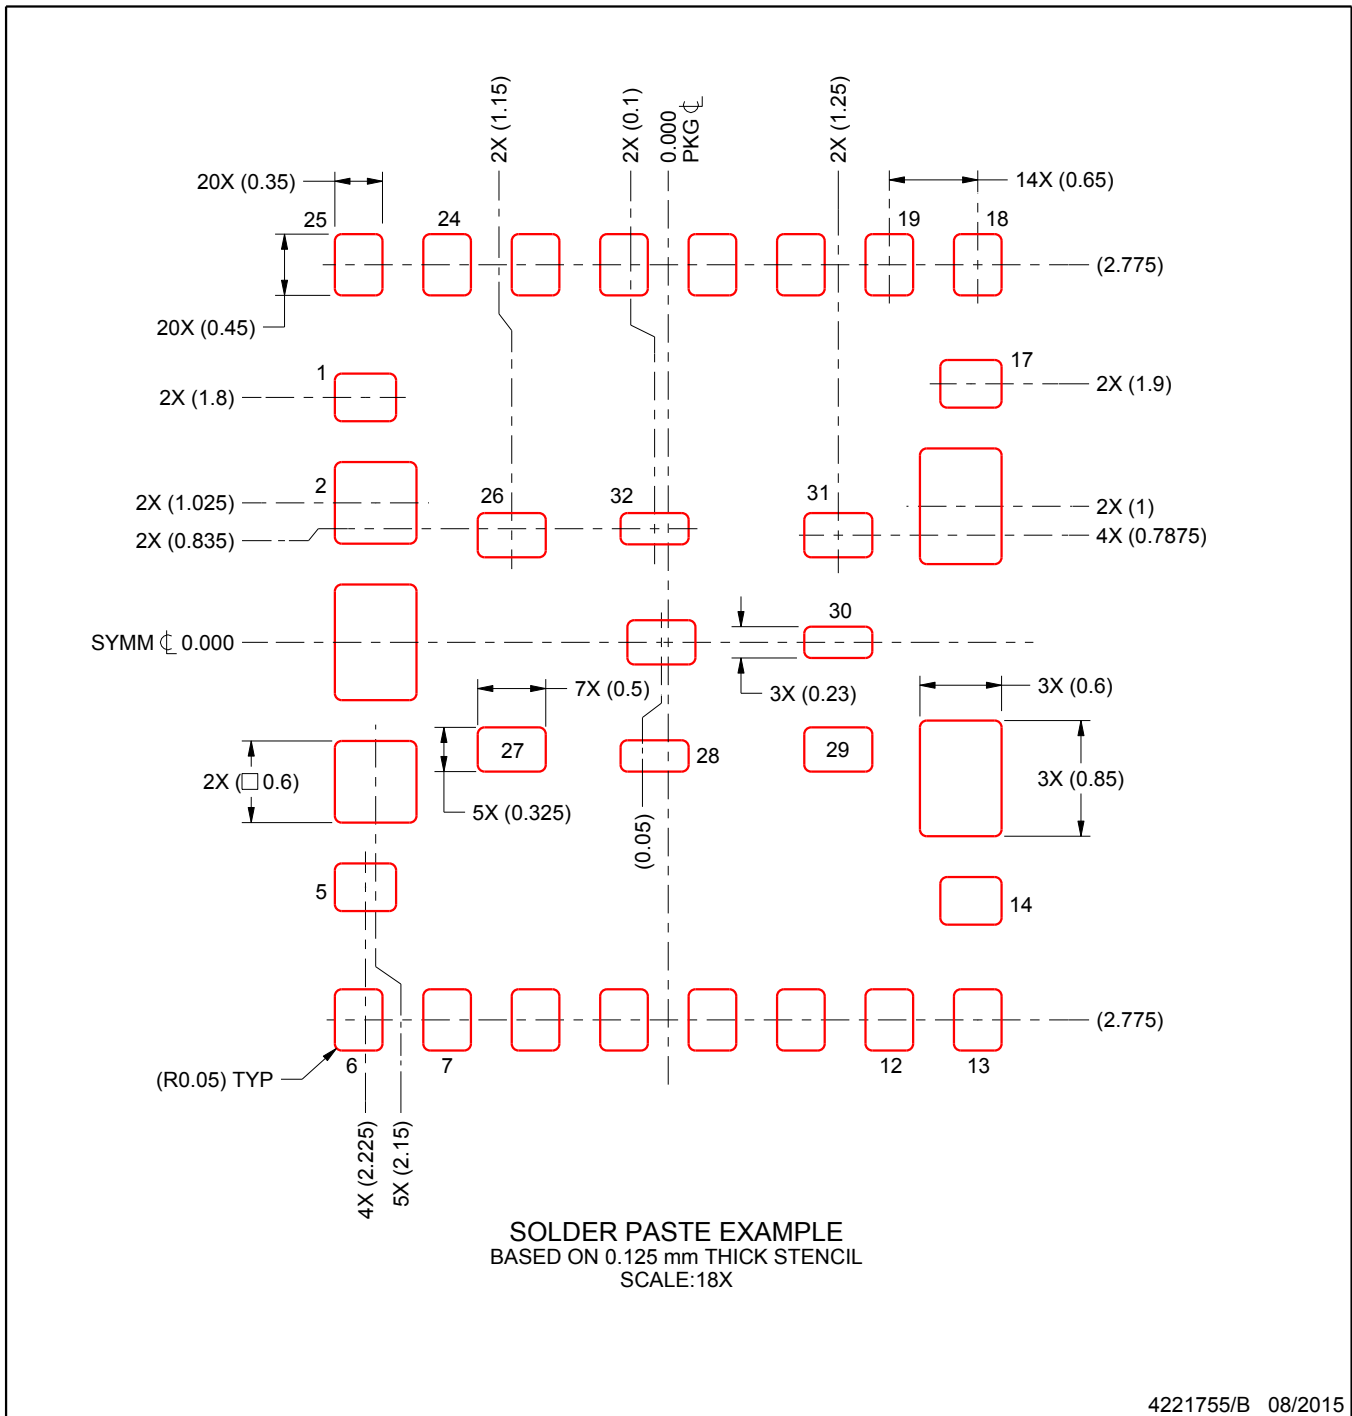 2X (1.15)
2X (0.1)
0.000
PKG ℄
2X (1.25)
20X (0.35)
14X (0.65)
25
24
19
18
(2.775)
20X (0.45)
1
17
2X (1.8)
2X (1.9)
2
26
32
31
2X (1.025)
2X (1)
2X (0.835)
4X (0.7875)
30
SYMM ℄ 0.000
7X (0.5)
3X (0.23)
3X (0.6)
27
28
29
2X (□ 0.6)
3X (0.85)
5X (0.325)
(0.05)
5
14
(2.775)
6
7
12
13
(R0.05) TYP
4X (2.225)
5X (2.15)
SOLDER PASTE EXAMPLE
BASED ON 0.125 mm THICK STENCIL
SCALE:18X
4221755/B 08/2015